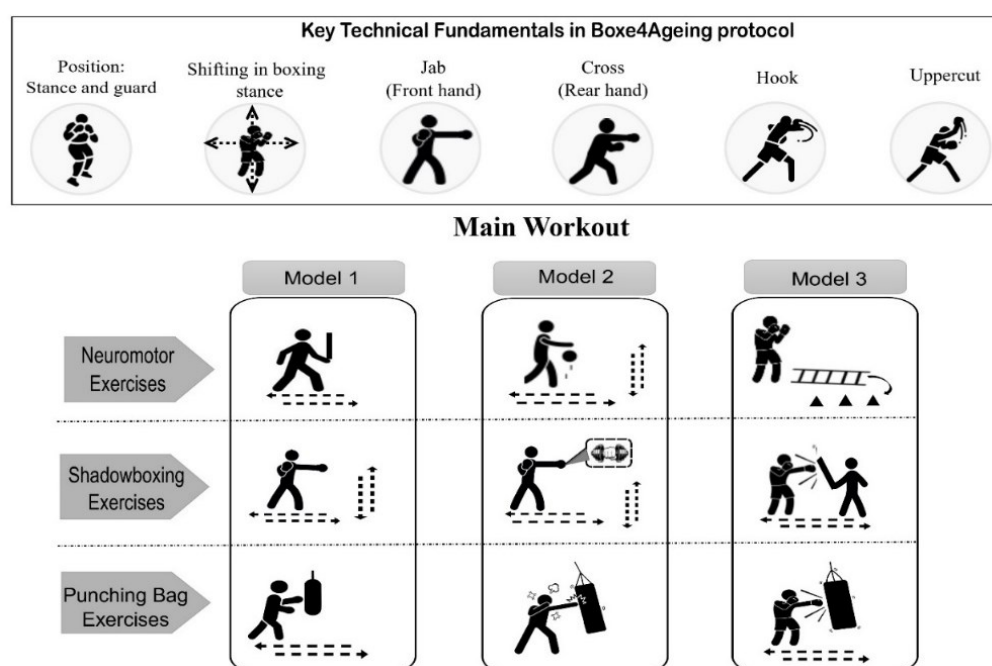 Key Technical Fundamentals in Boxe4Ageing protocol
Position:
Stance and guard
Shifting in boxing
stance
Jab
(Front hand)
Cross
(Rear hand)
Hook
Uppercut
Main Workout
Model 1
Model 2
Model 3
Neuromotor
Exercises
Shadowboxing
Exercises
Punching Bag
Exercises